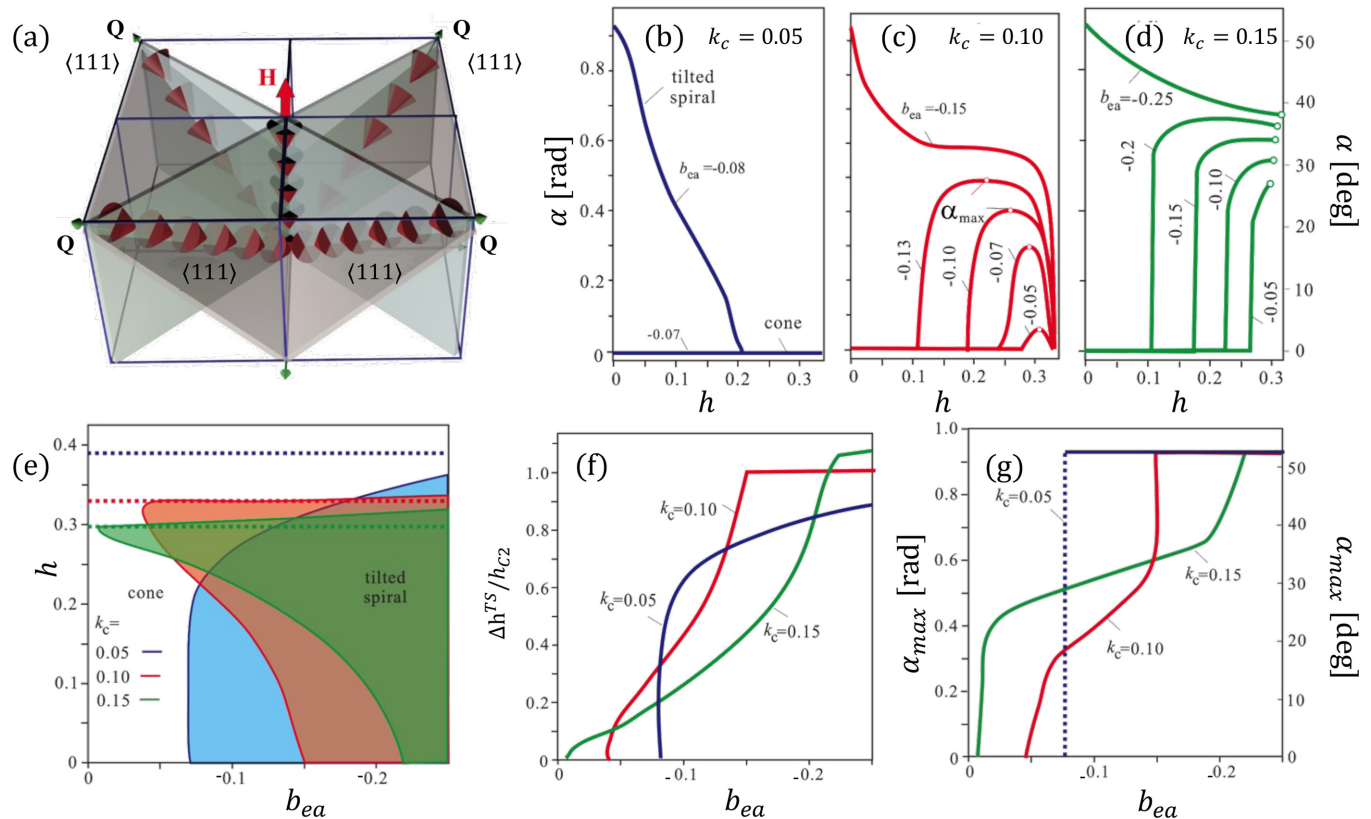 (a)
Q
Q
⟨111⟩
⟨111⟩
H
Q
Q
⟨111⟩
⟨111⟩
(b) k_c = 0.05
α [rad]
0.8
0.6
0.4
0.2
0
tilted
spiral
b_ea =-0.08
-0.07
cone
0 0.1 0.2 0.3
h
(c) k_c = 0.10
b_ea =-0.15
α_max
-0.13
-0.10
-0.07
-0.05
0 0.1 0.2 0.3
h
(d) k_c = 0.15
b_ea=-0.25
-0.2
-0.15
-0.10
-0.05
50
40
30
20
10
0
α [deg]
0 0.1 0.2 0.3
h
(e)
h
0.4
0.3
0.2
0.1
0
cone
tilted
spiral
k_c=
0.05
0.10
0.15
0 -0.1 -0.2
b_ea
(f)
Δh^TS/h_C2
1.0
0.8
0.6
0.4
0.2
0
k_c=0.10
k_c=0.05
k_c=0.15
0 -0.1 -0.2
b_ea
(g)
α_max [rad]
1.0
0.8
0.6
0.4
0.2
0
k_c=0.05
k_c=0.15
k_c=0.10
50
40
30
20
10
0
α_max [deg]
0 -0.1 -0.2
b_ea